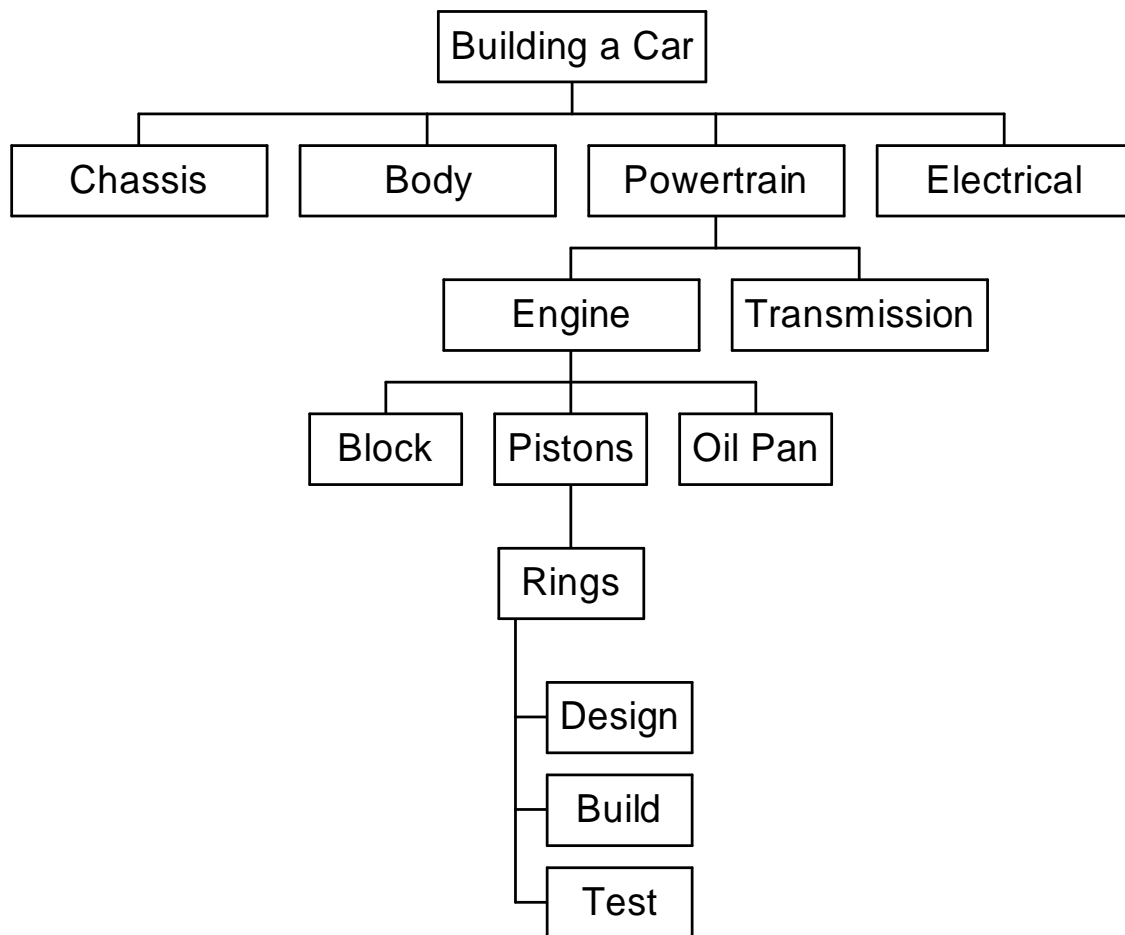 Building a Car
Chassis
Body
Powertrain
Electrical
Engine
Transmission
Block
Pistons
Oil Pan
Rings
Design
Build
Test